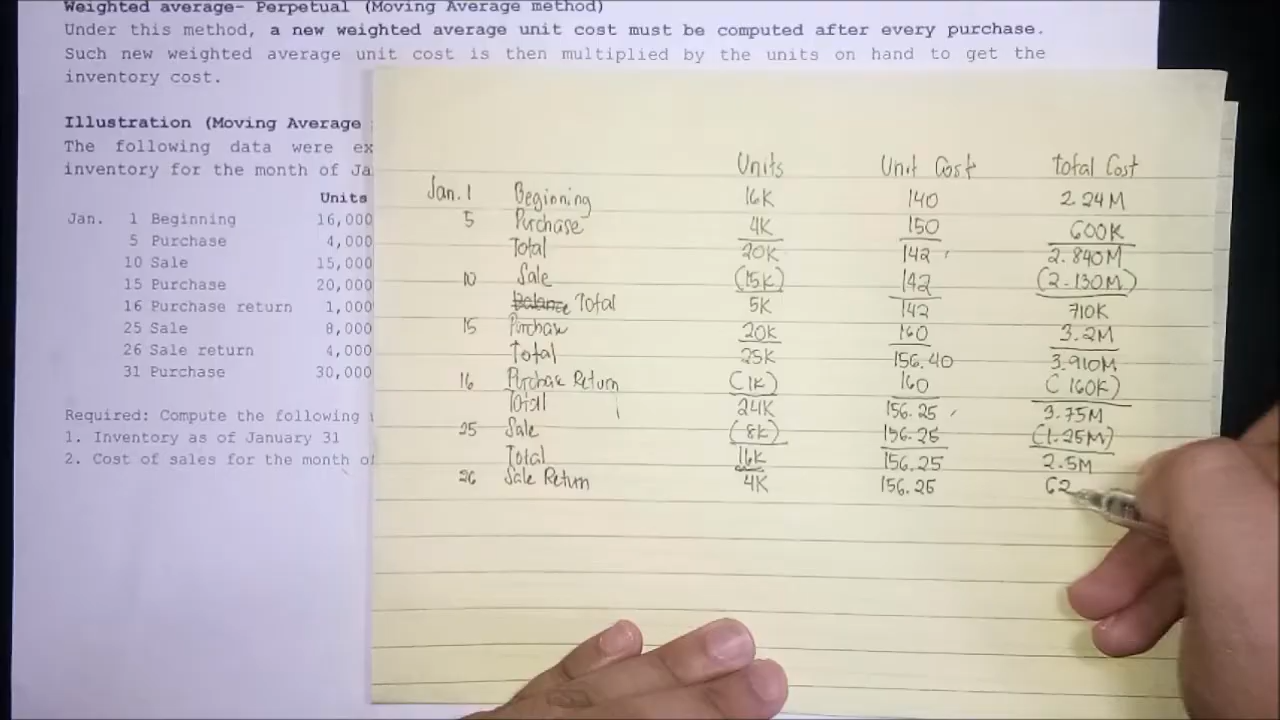 Weighted average- Perpetual (Moving Average method)
Under this method, a new weighted average unit cost must be computed after every purchase.
Such new weighted average unit cost is then multiplied by the units on hand to get the
inventory cost.
Illustration (Moving Average
The following data were ex
inventory for the month of Ja
Units
Jan. 1 Beginning 16,000
5 Purchase 4,000
10 Sale 15,000
15 Purchase 20,000
16 Purchase return 1,000
25 Sale 8,000
26 Sale return 4,000
31 Purchase 30,000
Required: Compute the following
1. Inventory as of January 31
2. Cost of sales for the month of
Units Unit Cost Total Cost
Jan. 1 Beginning 16K 140 2.24M
5 Purchase 4K 150 600K
Total 20K 142 2.840M
10 Sale (15K) 142 (2.130M)
Balance Total 5K 142 710K
15 Purchase 20K 160 3.2M
Total 25K 156.40 3.910M
16 Purchase Return (1K) 160 (160K)
Total 24K 156.25 3.75M
25 Sale (8K) 156.25 (1.25M)
Total 16K 156.25 2.5M
26 Sale Return 4K 156.25 62